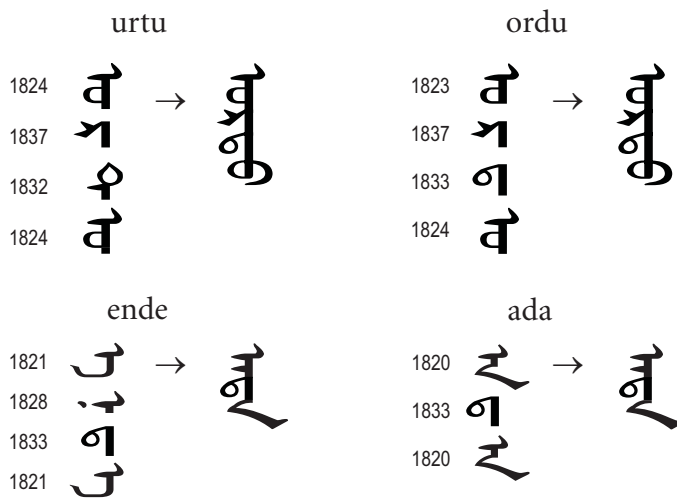 urtu
1824 ᠤ → ᠤᠷᠲᠤ
1837 ᠷ
1832 ᠲ
1824 ᠤ
ordu
1823 ᠣ → ᠣᠷᠳᠤ
1837 ᠷ
1833 ᠳ
1824 ᠤ
ende
1821 ᠡ → ᠡᠨᠳᠡ
1828 ᠨ
1833 ᠳ
1821 ᠡ
ada
1820 ᠠ → ᠠᠳᠠ
1833 ᠳ
1820 ᠠ